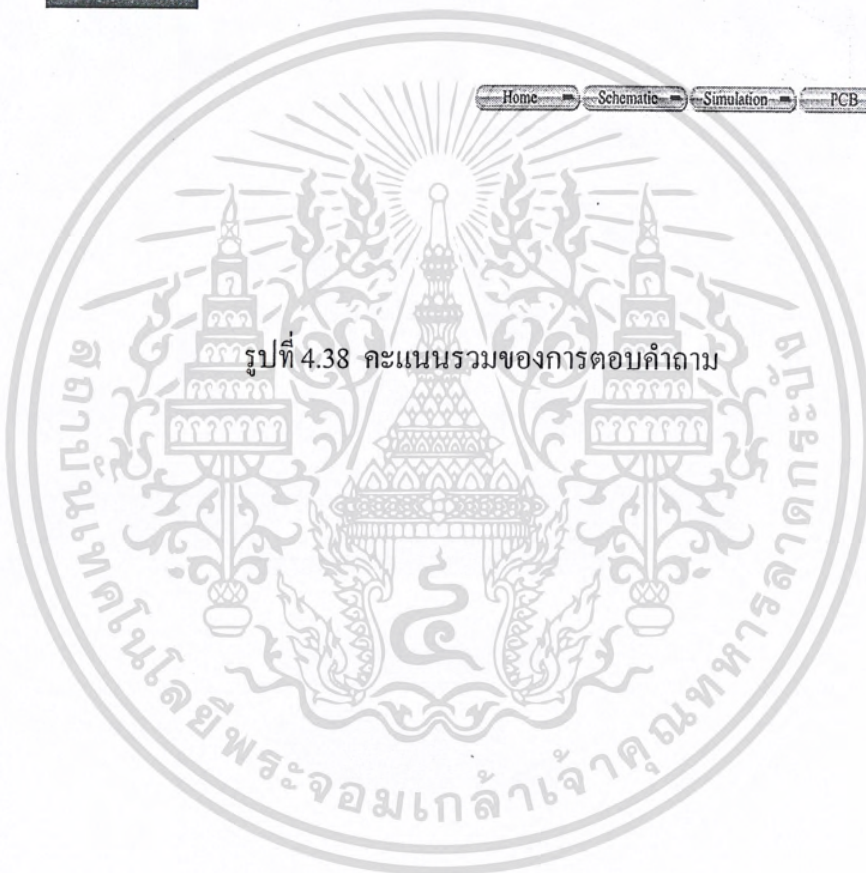 Home Schematic Simulation PCB
รูปที่ 4.38 คะแนนรวมของการตอบคำถาม
สถาบันเทคโนโลยีพระจอมเกล้าเจ้าคุณทหารลาดกระบัง